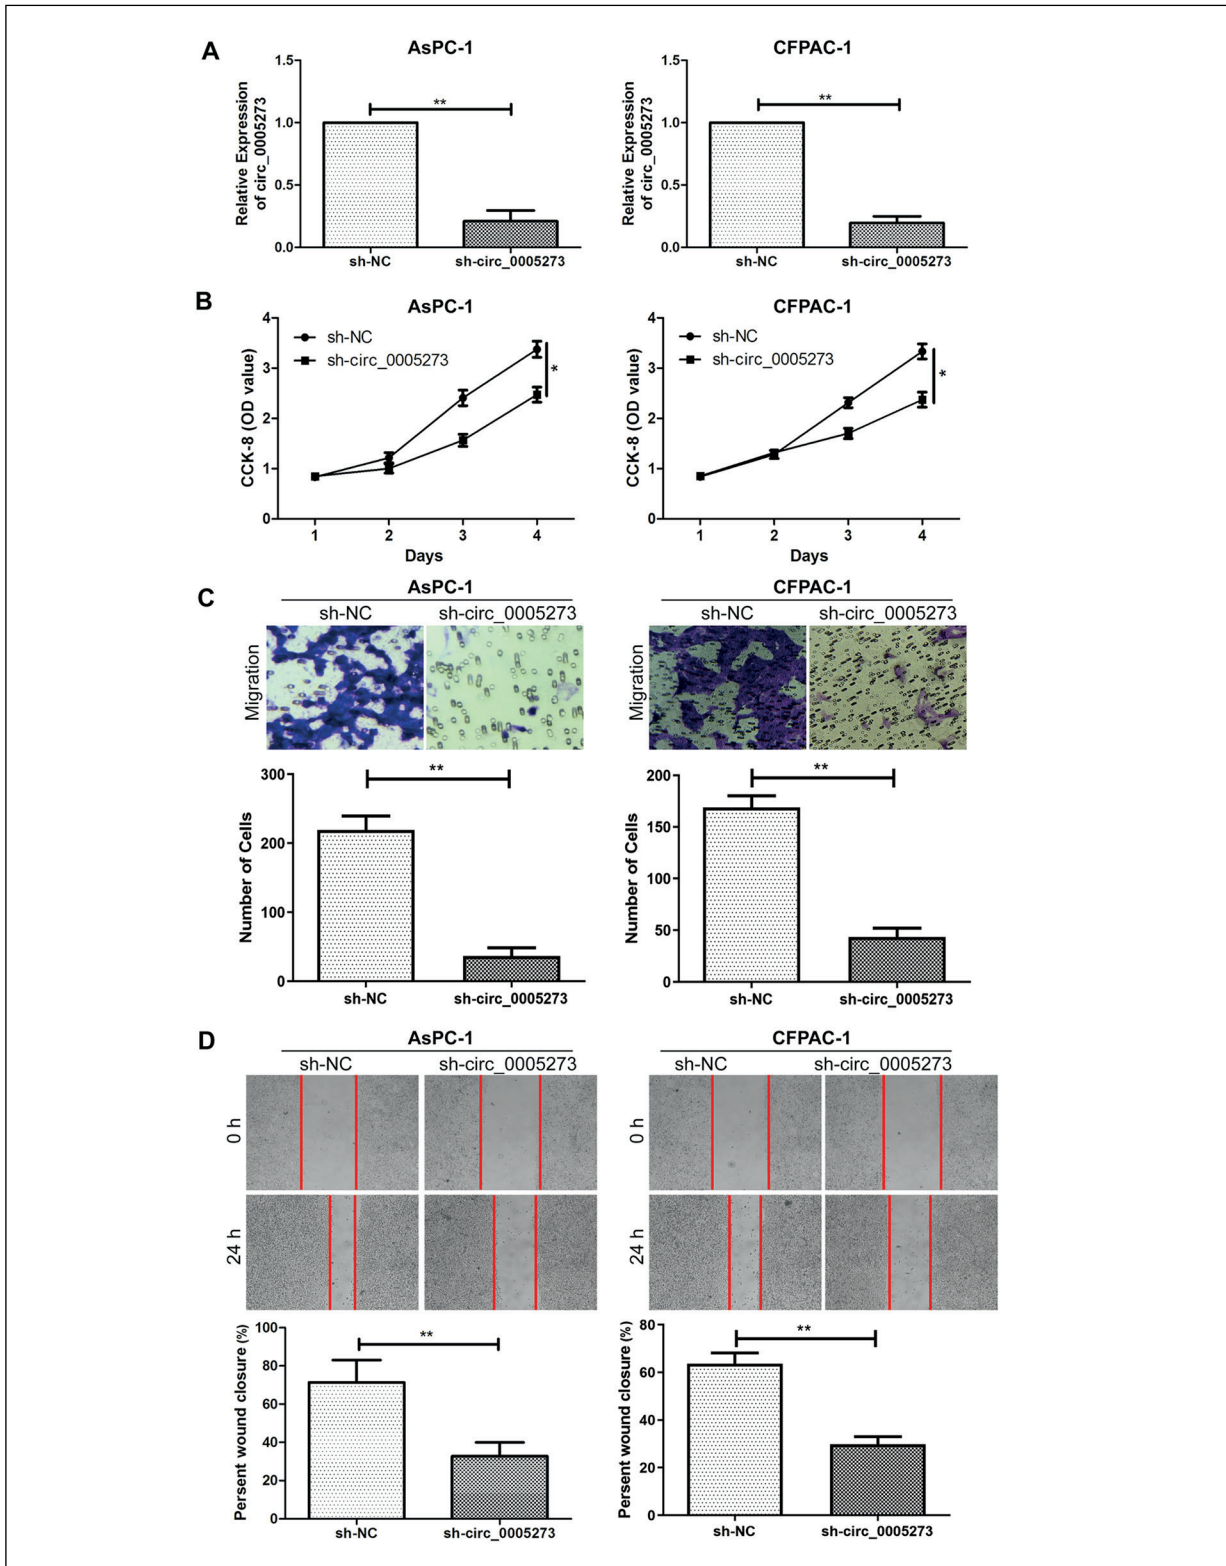 A
AsPC-1
CFPAC-1
Relative Expression
of circ_0005273
1.5
1.0
0.5
0.0
**
sh-NC
sh-circ_0005273
Relative Expression
of circ_0005273
1.5
1.0
0.5
0.0
**
sh-NC
sh-circ_0005273
B
AsPC-1
CFPAC-1
CCK-8 (OD value)
4
3
2
1
0
sh-NC
sh-circ_0005273
*
1 2 3 4
Days
CCK-8 (OD value)
4
3
2
1
0
sh-NC
sh-circ_0005273
*
1 2 3 4
Days
C
AsPC-1
CFPAC-1
sh-NC
sh-circ_0005273
sh-NC
sh-circ_0005273
Migration
Migration
Number of Cells
300
200
100
0
**
sh-NC
sh-circ_0005273
Number of Cells
200
150
100
50
0
**
sh-NC
sh-circ_0005273
D
AsPC-1
CFPAC-1
sh-NC
sh-circ_0005273
sh-NC
sh-circ_0005273
0 h
0 h
24 h
24 h
Persent wound closure (%)
100
80
60
40
20
0
**
sh-NC
sh-circ_0005273
Persent wound closure (%)
80
60
40
20
0
**
sh-NC
sh-circ_0005273